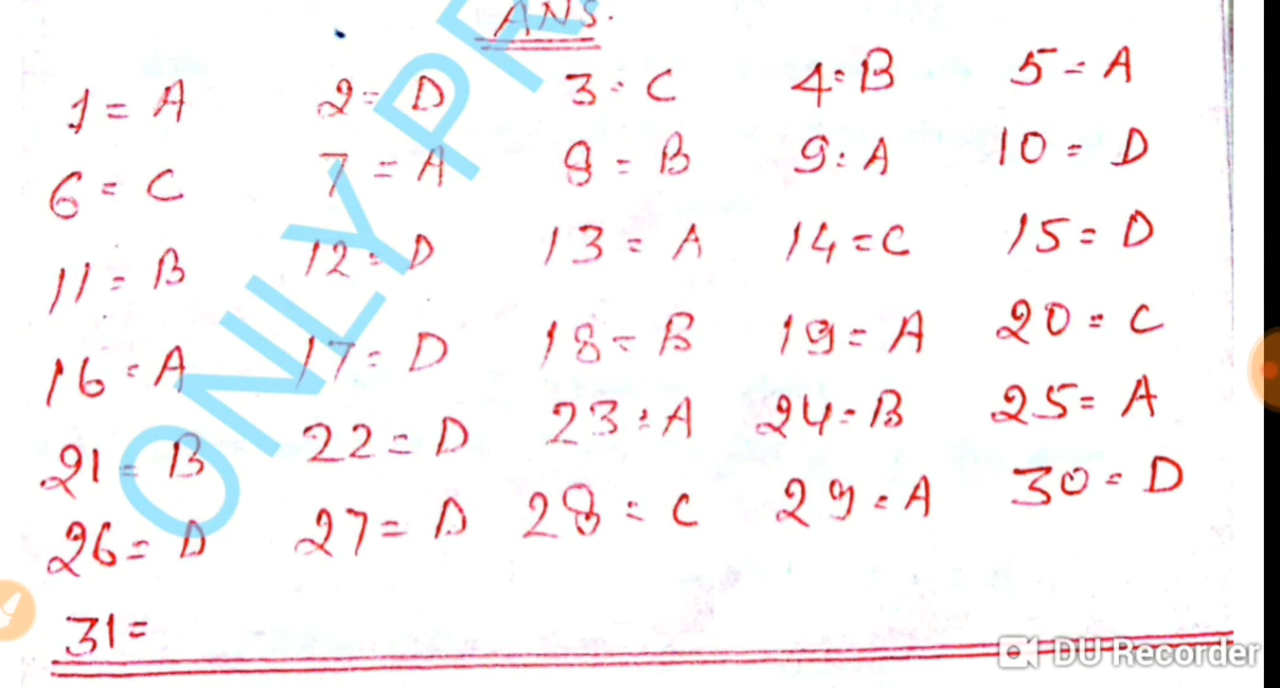 ANS.
1 = A 2 = D 3 = C 4 = B 5 = A
6 = C 7 = A 8 = B 9 = A 10 = D
11 = B 12 = D 13 = A 14 = C 15 = D
16 = A 17 = D 18 = B 19 = A 20 = C
21 = B 22 = D 23 = A 24 = B 25 = A
26 = D 27 = D 28 = C 29 = A 30 = D
31 =
ONLY PR
DU Recorder